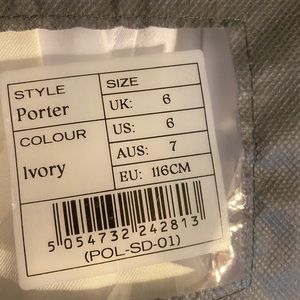 STYLE
Porter
COLOUR
Ivory
SIZE
UK: 6
US: 6
AUS: 7
EU: 116CM
5 054732 242813
(POL-SD-01)